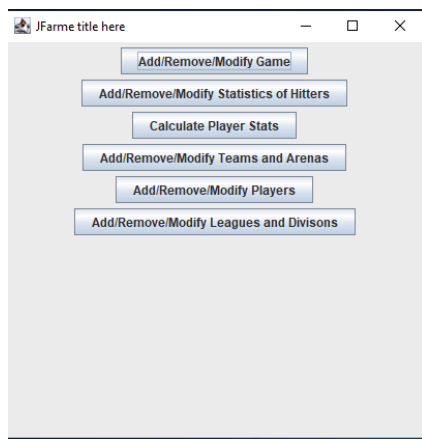 JFarme title here
Add/Remove/Modify Game
Add/Remove/Modify Statistics of Hitters
Calculate Player Stats
Add/Remove/Modify Teams and Arenas
Add/Remove/Modify Players
Add/Remove/Modify Leagues and Divisons